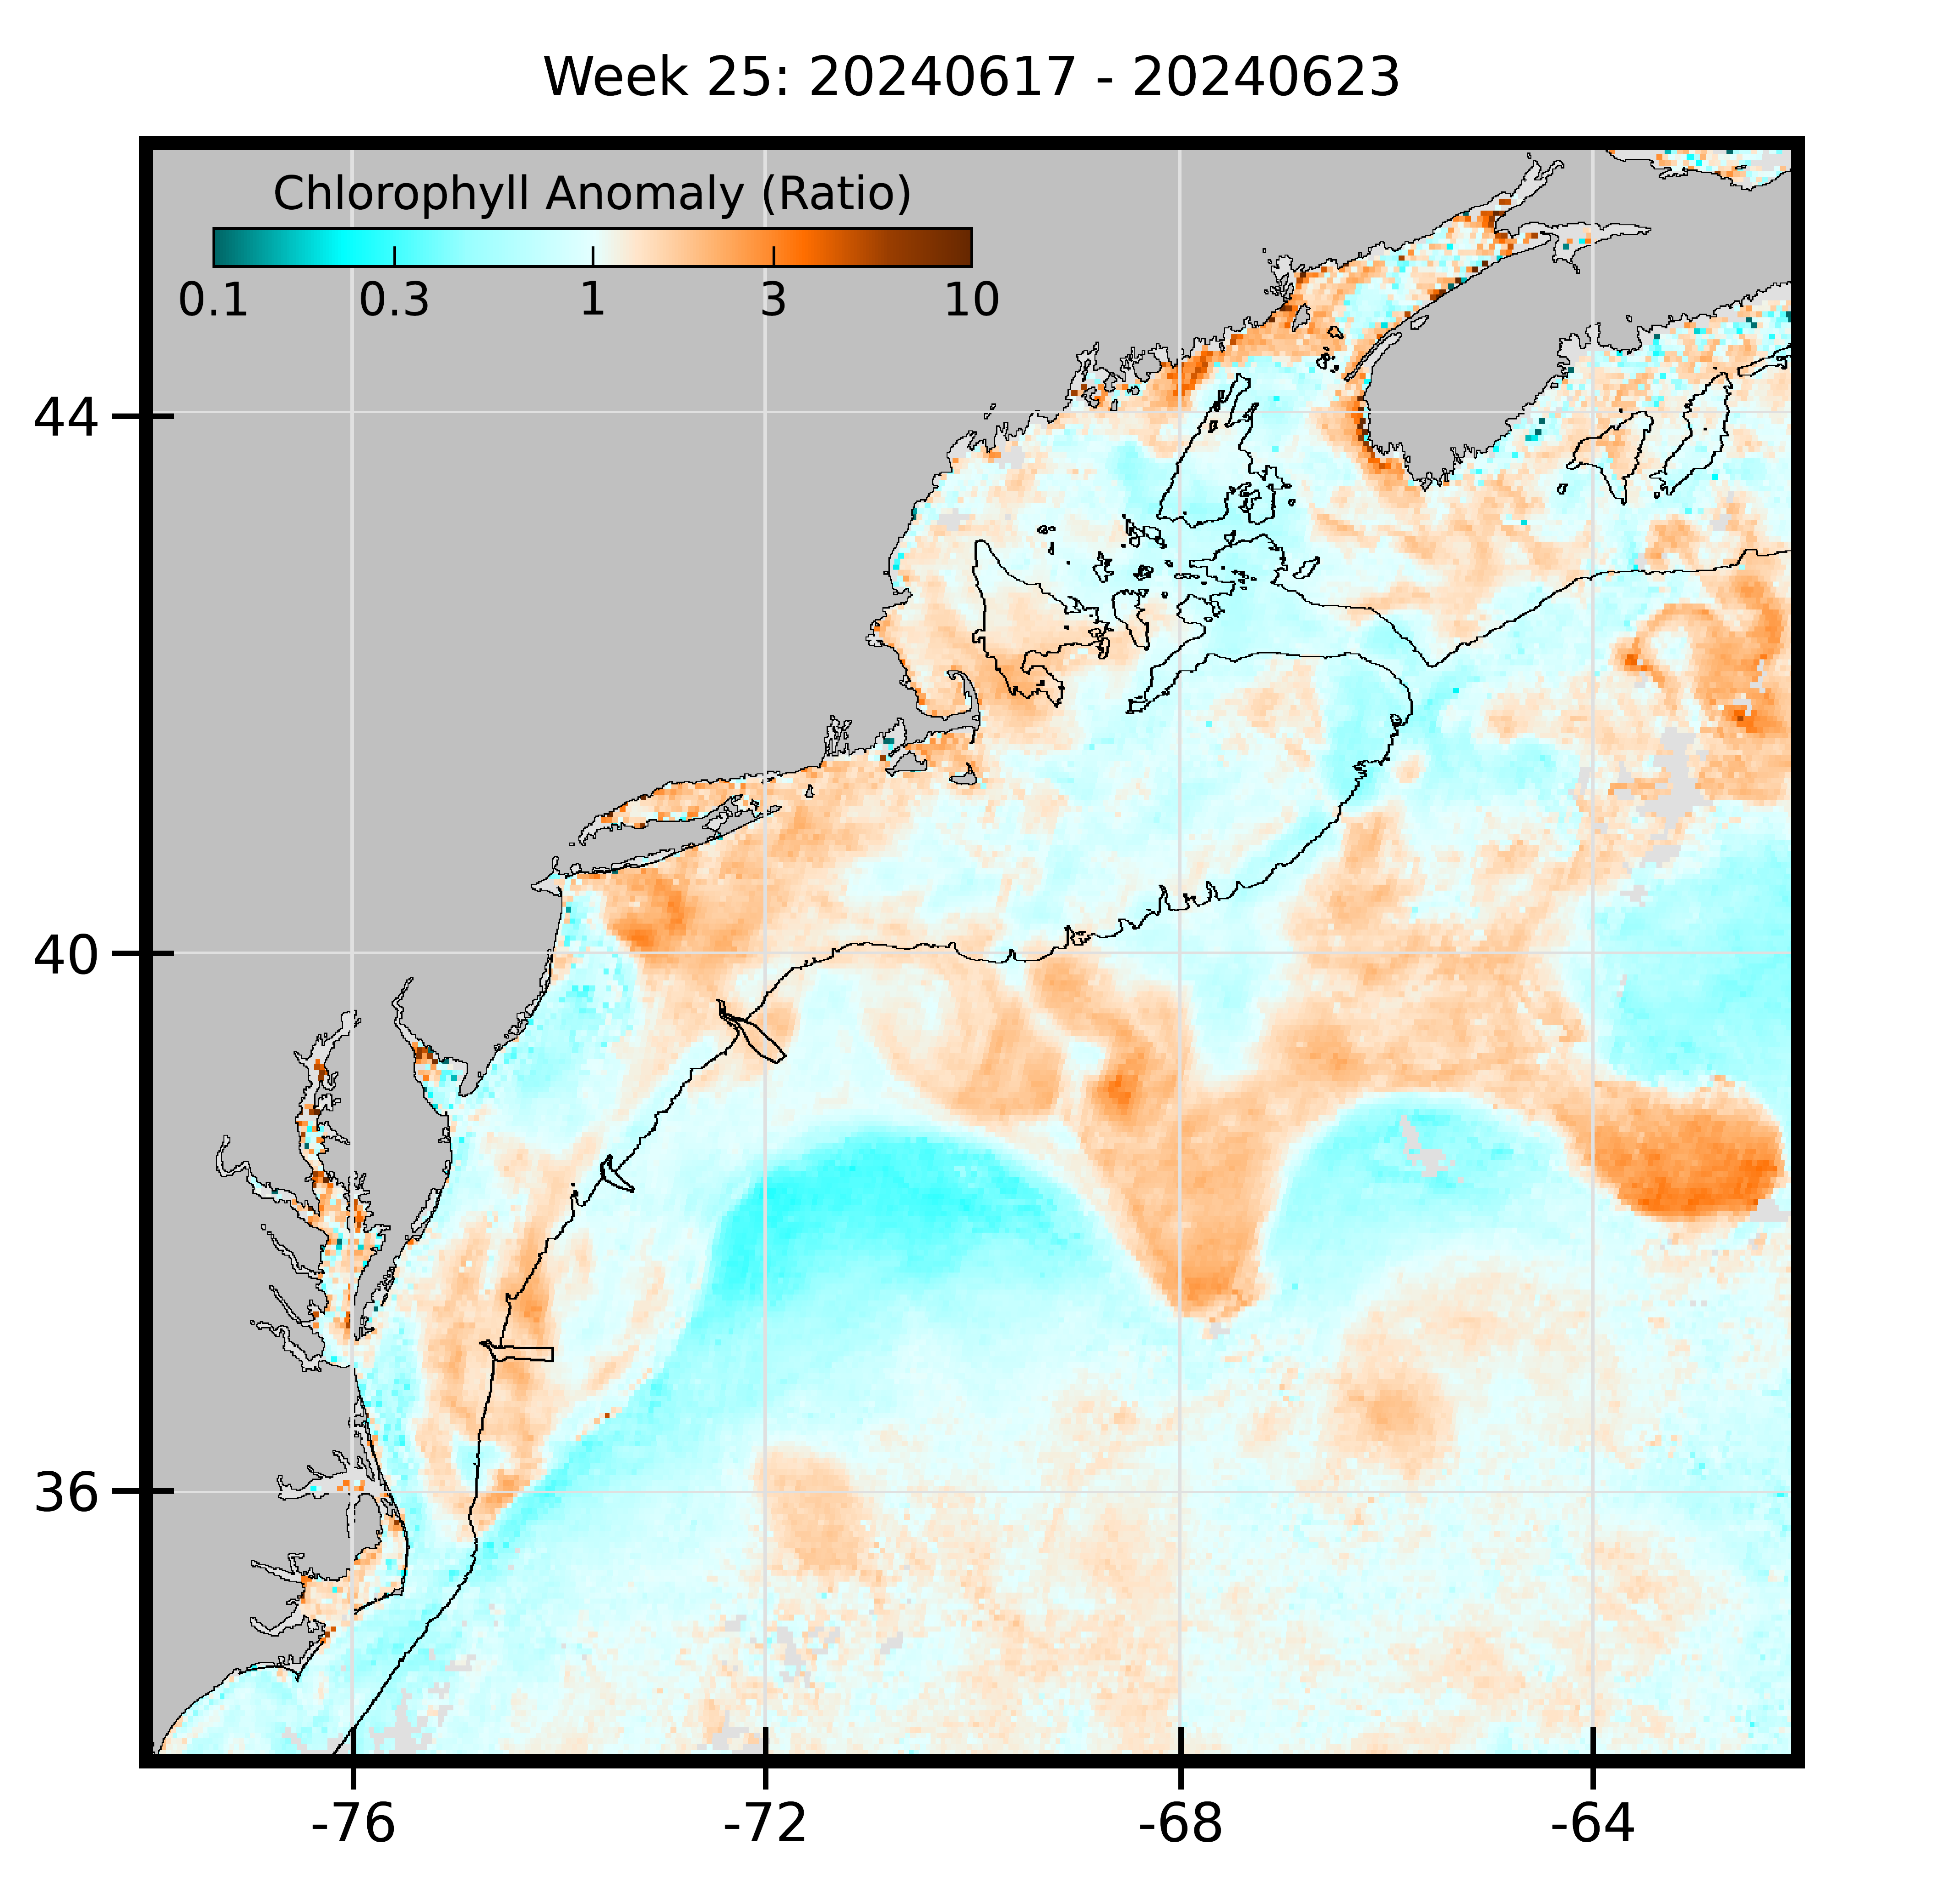 Week 25: 20240617 - 20240623
Chlorophyll Anomaly (Ratio)
0.1 0.3 1 3 10
44
40
36
-76 -72 -68 -64